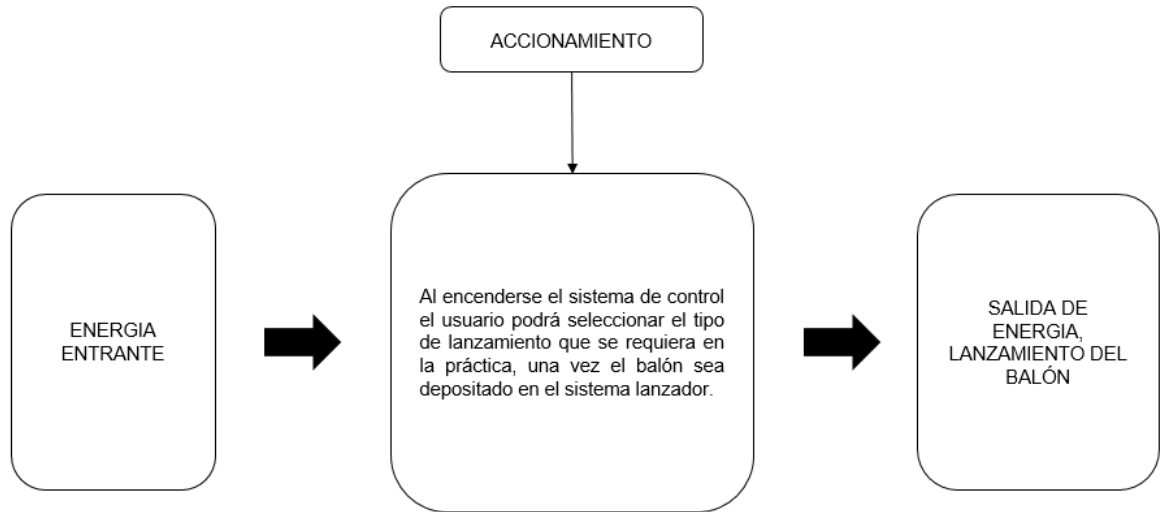 ACCIONAMIENTO
ENERGIA
ENTRANTE
Al encenderse el sistema de control
el usuario podrá seleccionar el tipo
de lanzamiento que se requiera en
la práctica, una vez el balón sea
depositado en el sistema lanzador.
SALIDA DE
ENERGIA,
LANZAMIENTO DEL
BALÓN